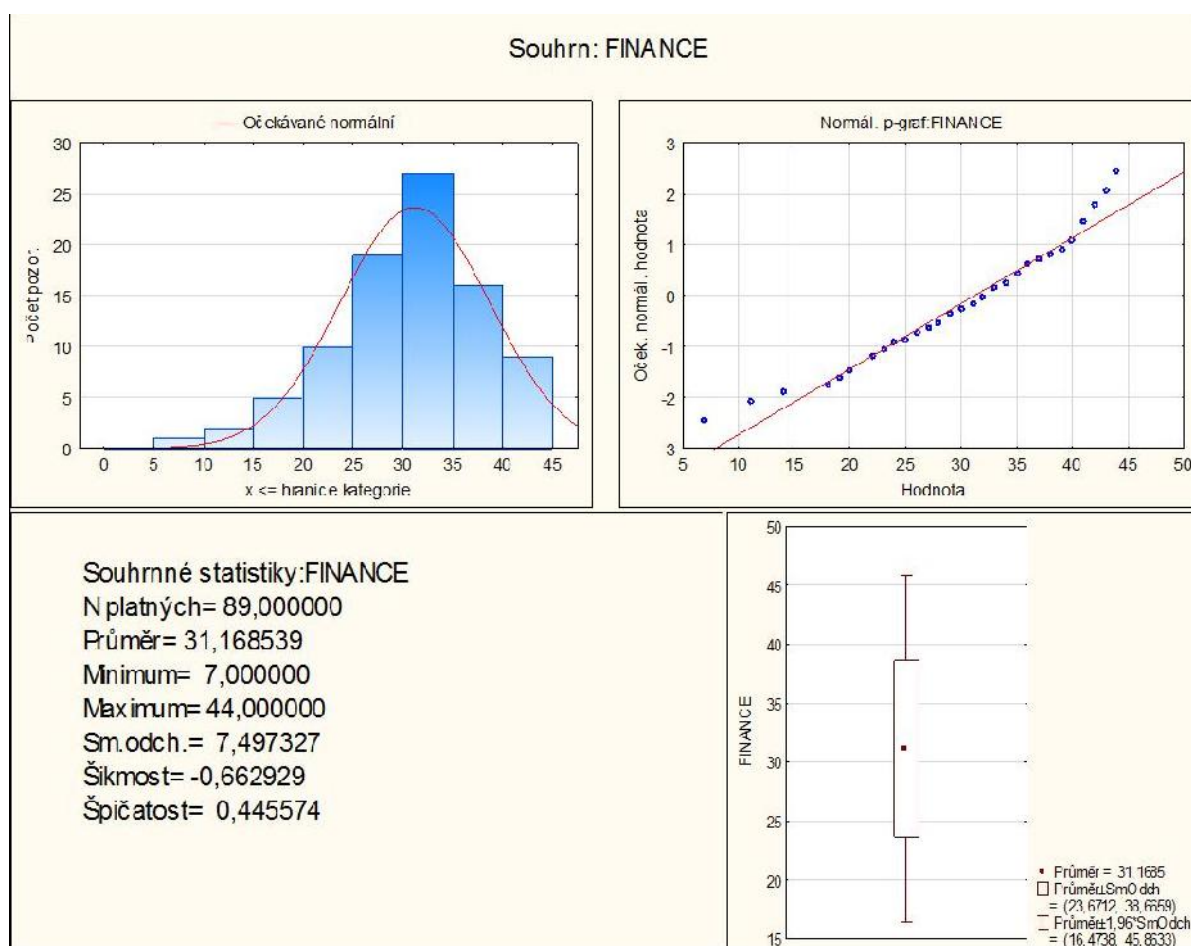 Souhrn: FINANCE
Očekávané normální
30
25
20
15
10
5
0
Početpozor.
0 5 10 15 20 25 30 35 40 45
x <= hranice kategorie
Normál. p-graf:FINANCE
3
2
1
0
-1
-2
3
Oček. normál. hodnota
5 10 15 20 25 30 35 40 45 50
Hodnota
Souhrnné statistiky:FINANCE
N platných= 89,000000
Průměr= 31,168539
Minimum= 7,000000
Maximum= 44,000000
Sm.odch.= 7,497327
Šikmost= -0,662929
Špičatost= 0,445574
50
45
40
35
30
25
20
15
FINANCE
Průměr = 31,1685
Průměr±SmOdch
= (23,6712, 38,6659)
Průměr±1,96*SmOdch
= (16,4738, 45,8633)